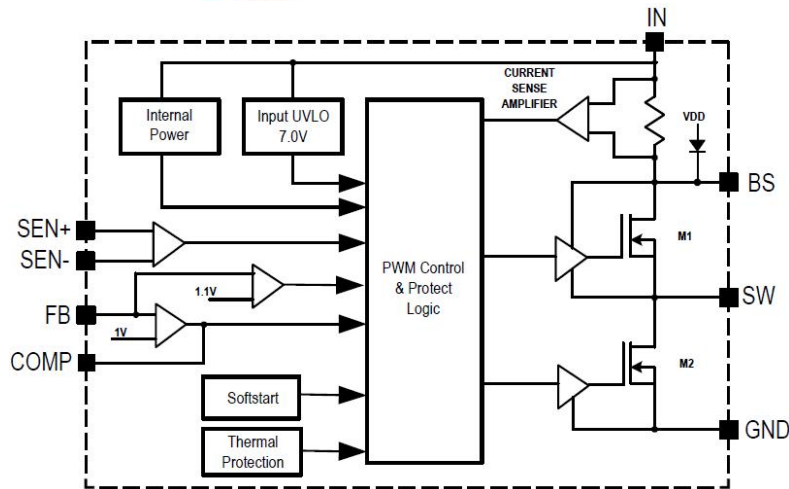 IN
CURRENT
SENSE
AMPLIFIER
VDD
Internal
Power
Input UVLO
7.0V
BS
SEN+
SEN-
M1
PWM Control
& Protect
Logic
1.1V
FB
1V
SW
COMP
M2
Softstart
GND
Thermal
Protection